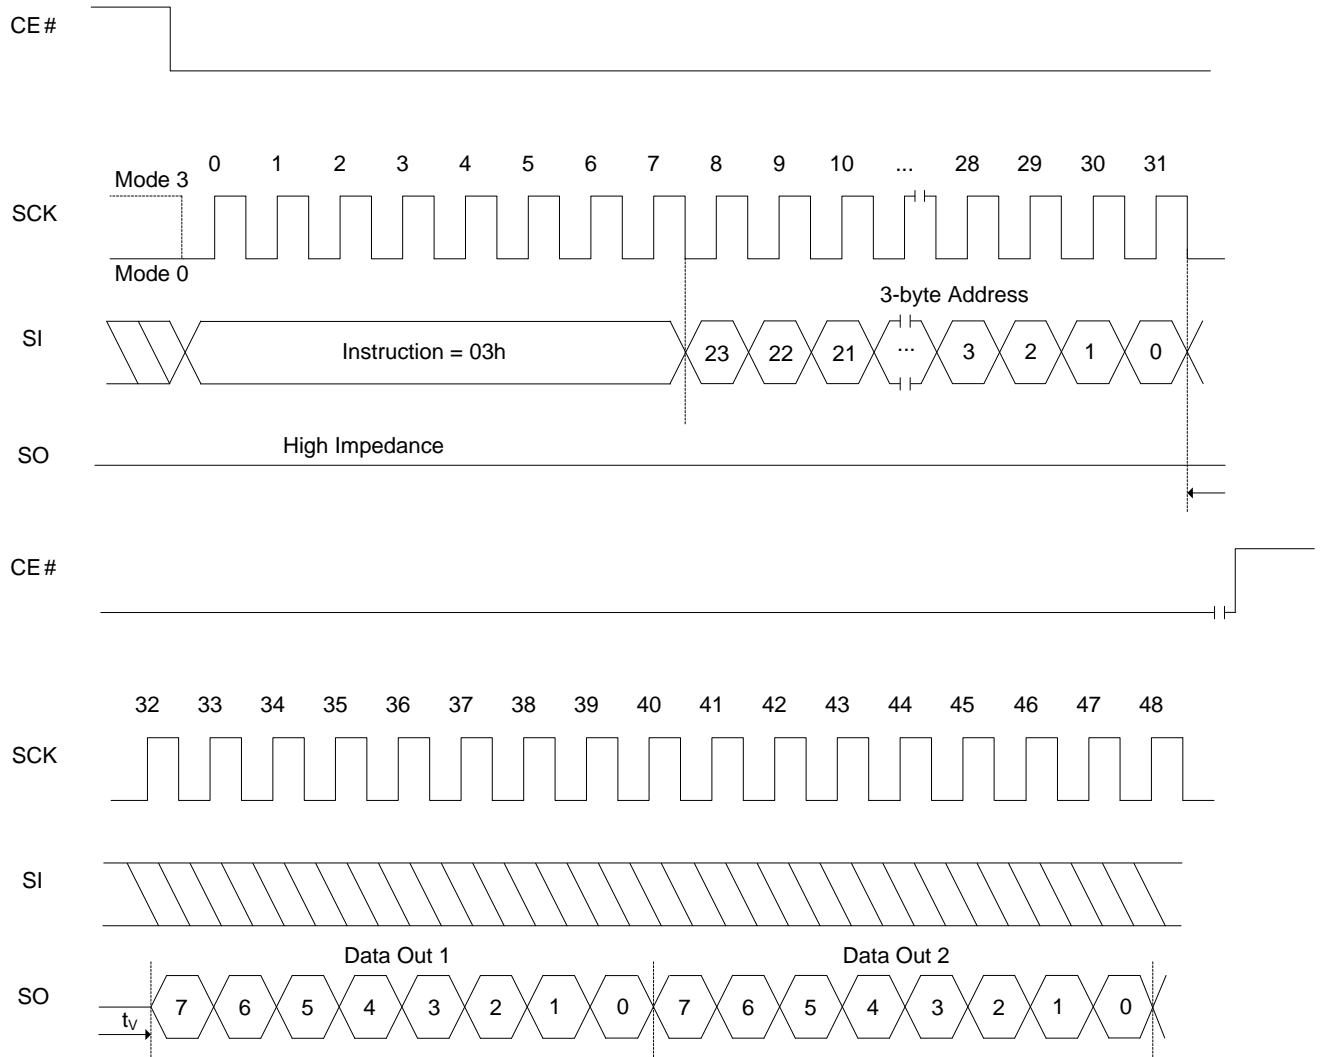 CE#
0 1 2 3 4 5 6 7 8 9 10 ... 28 29 30 31
Mode 3
SCK
Mode 0
3-byte Address
SI
Instruction = 03h 23 22 21 ... 3 2 1 0
High Impedance
SO
CE#
32 33 34 35 36 37 38 39 40 41 42 43 44 45 46 47 48
SCK
SI
Data Out 1 Data Out 2
SO
7 6 5 4 3 2 1 0 7 6 5 4 3 2 1 0
tV